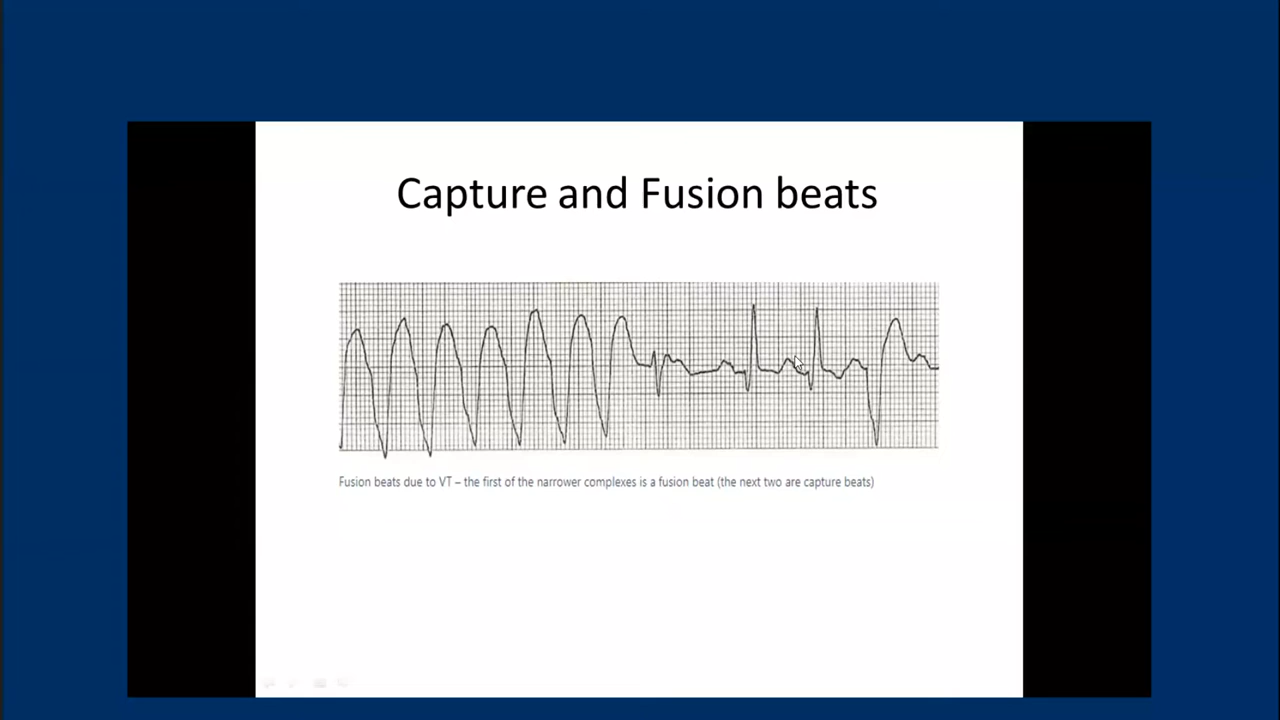 Capture and Fusion beats
Fusion beats due to VT – the first of the narrower complexes is a fusion beat (the next two are capture beats)